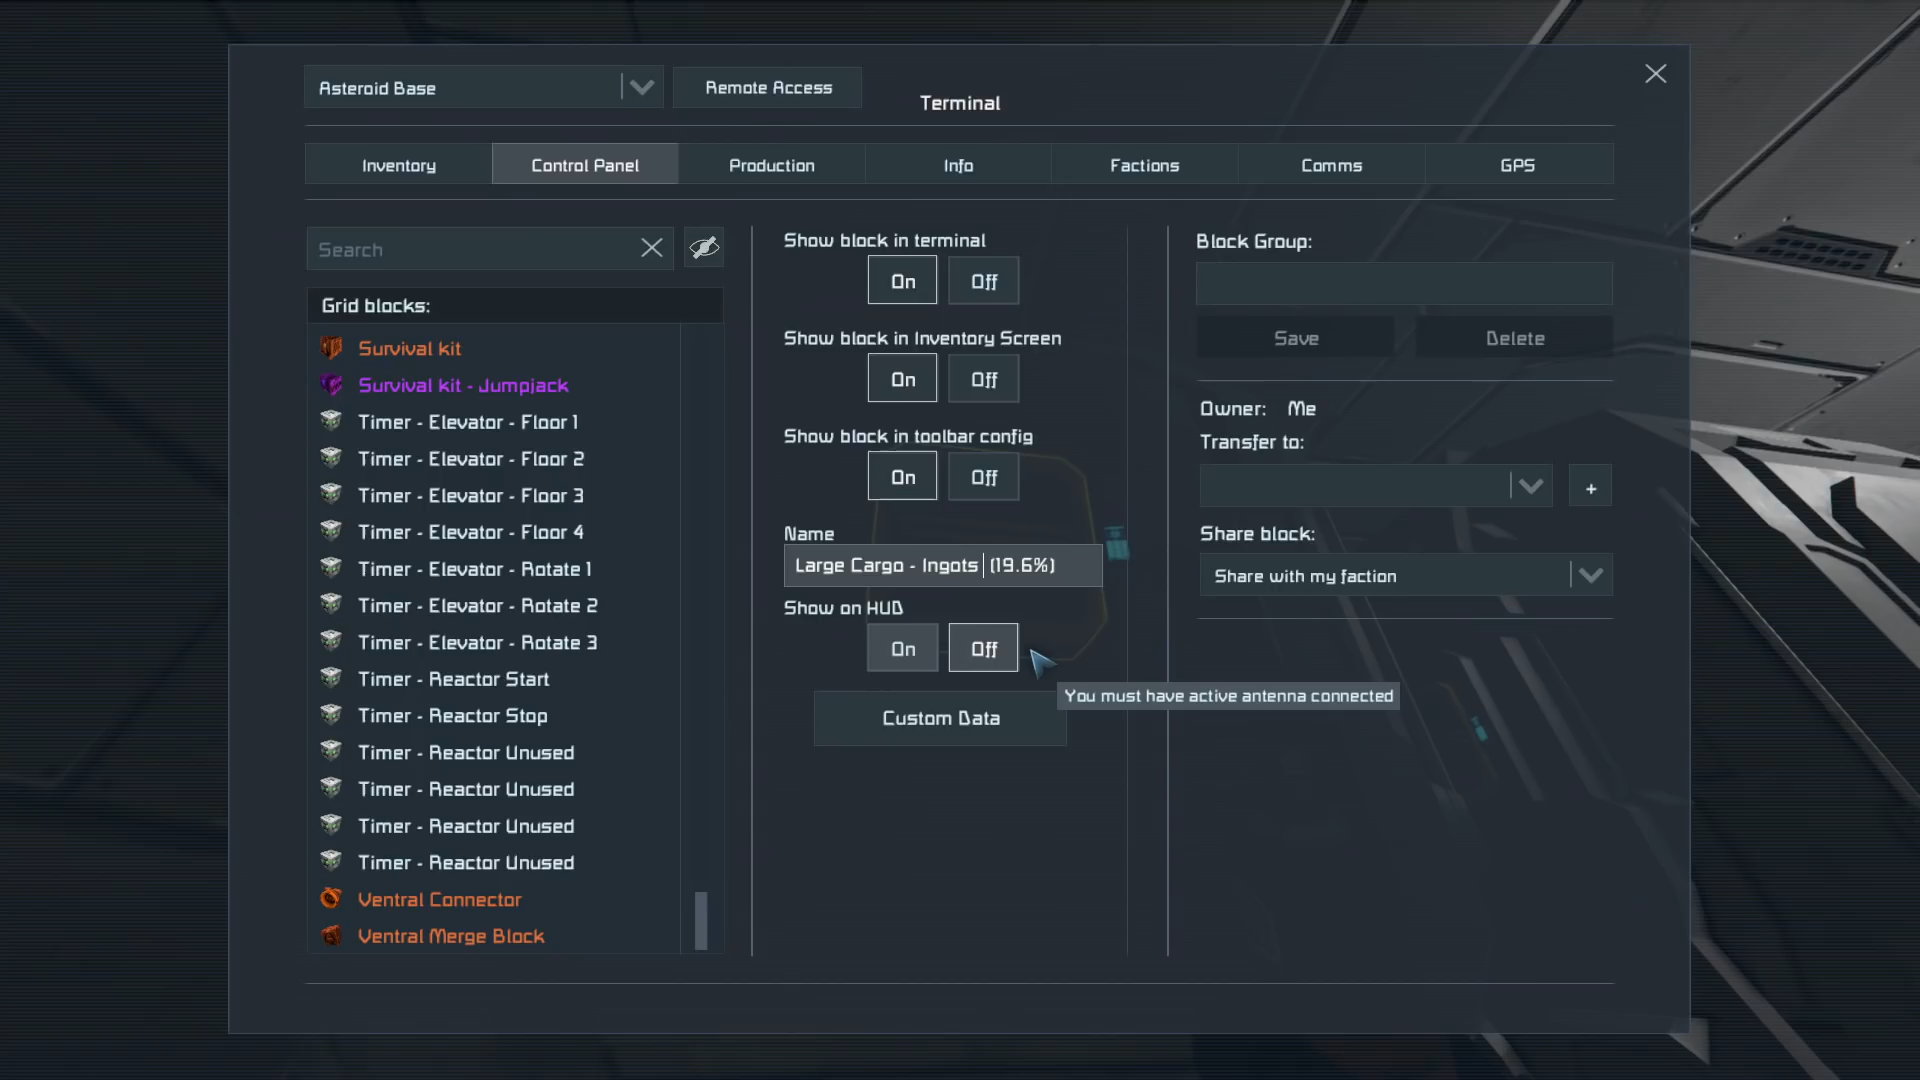 Asteroid Base
Remote Access
Terminal
Inventory
Control Panel
Production
Info
Factions
Comms
GPS
Search
Grid blocks:
Survival kit
Survival kit - Jumpjack
Timer - Elevator - Floor 1
Timer - Elevator - Floor 2
Timer - Elevator - Floor 3
Timer - Elevator - Floor 4
Timer - Elevator - Rotate 1
Timer - Elevator - Rotate 2
Timer - Elevator - Rotate 3
Timer - Reactor Start
Timer - Reactor Stop
Timer - Reactor Unused
Timer - Reactor Unused
Timer - Reactor Unused
Timer - Reactor Unused
Ventral Connector
Ventral Merge Block
Show block in terminal
On Off
Show block in Inventory Screen
On Off
Show block in toolbar config
On Off
Name
Large Cargo - Ingots (19.6%)
Show on HUD
On Off
You must have active antenna connected
Custom Data
Block Group:
Save Delete
Owner: Me
Transfer to:
+
Share block:
Share with my faction